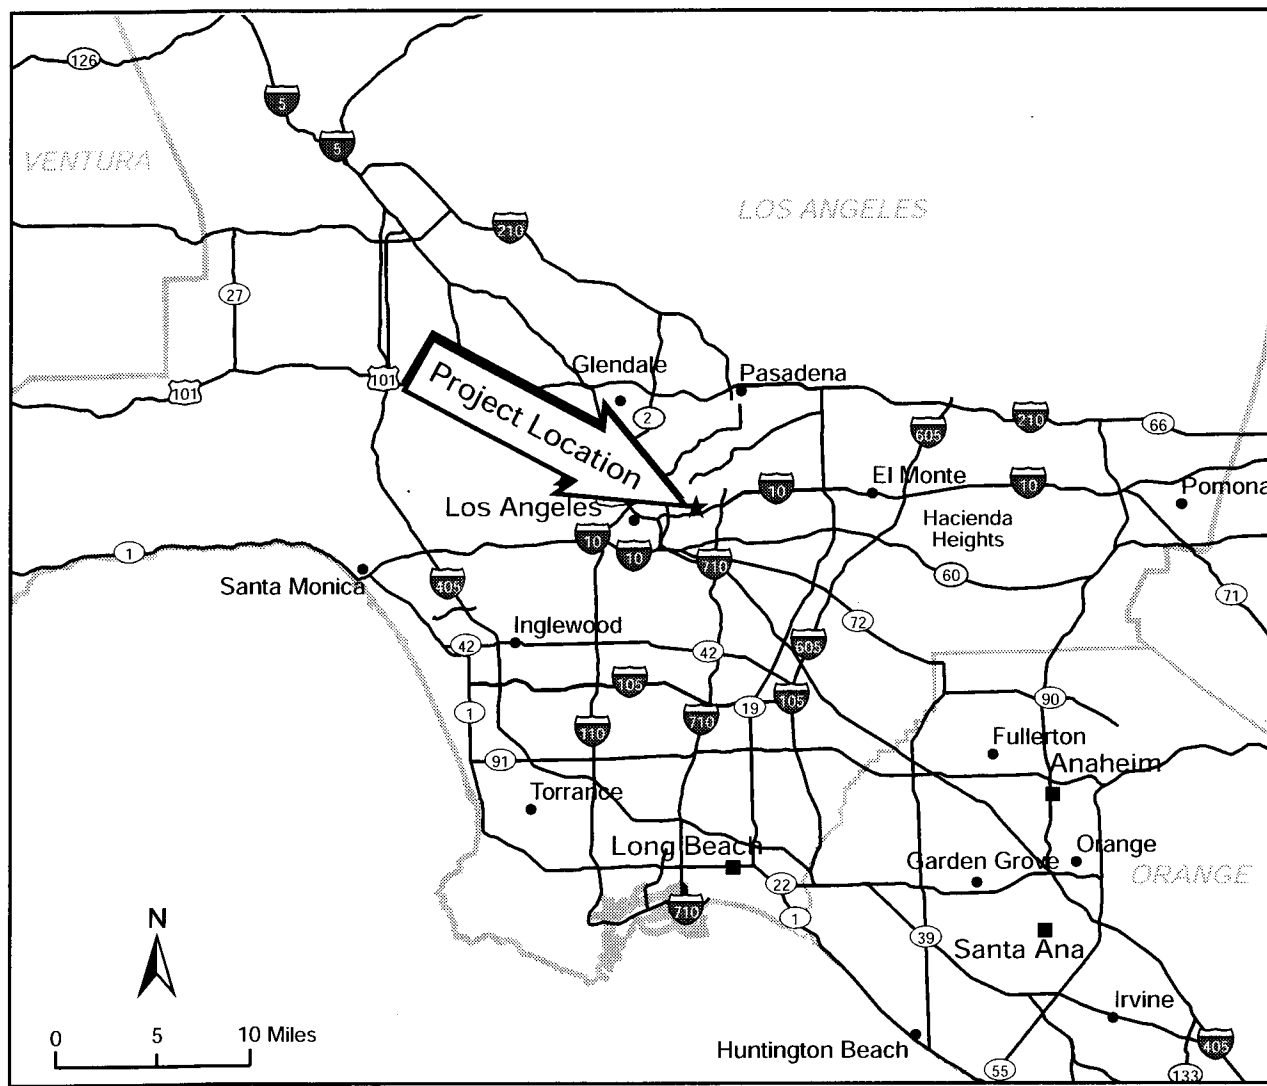 126
5
5
VENTURA
LOS ANGELES
210
27
Glendale
Pasadena
101
101
Project Location
2
210
66
605
El Monte
10
10
Pomona
Los Angeles
Hacienda
Heights
10
10
710
1
Santa Monica
405
60
71
72
Inglewood
42
42
605
105
105
90
1
19
110
710
Fullerton
91
Anaheim
Torrance
Long Beach
Orange
Garden Grove
ORANGE
22
710
1
39
Santa Ana
N
Irvine
0
5
10 Miles
Huntington Beach
405
55
133